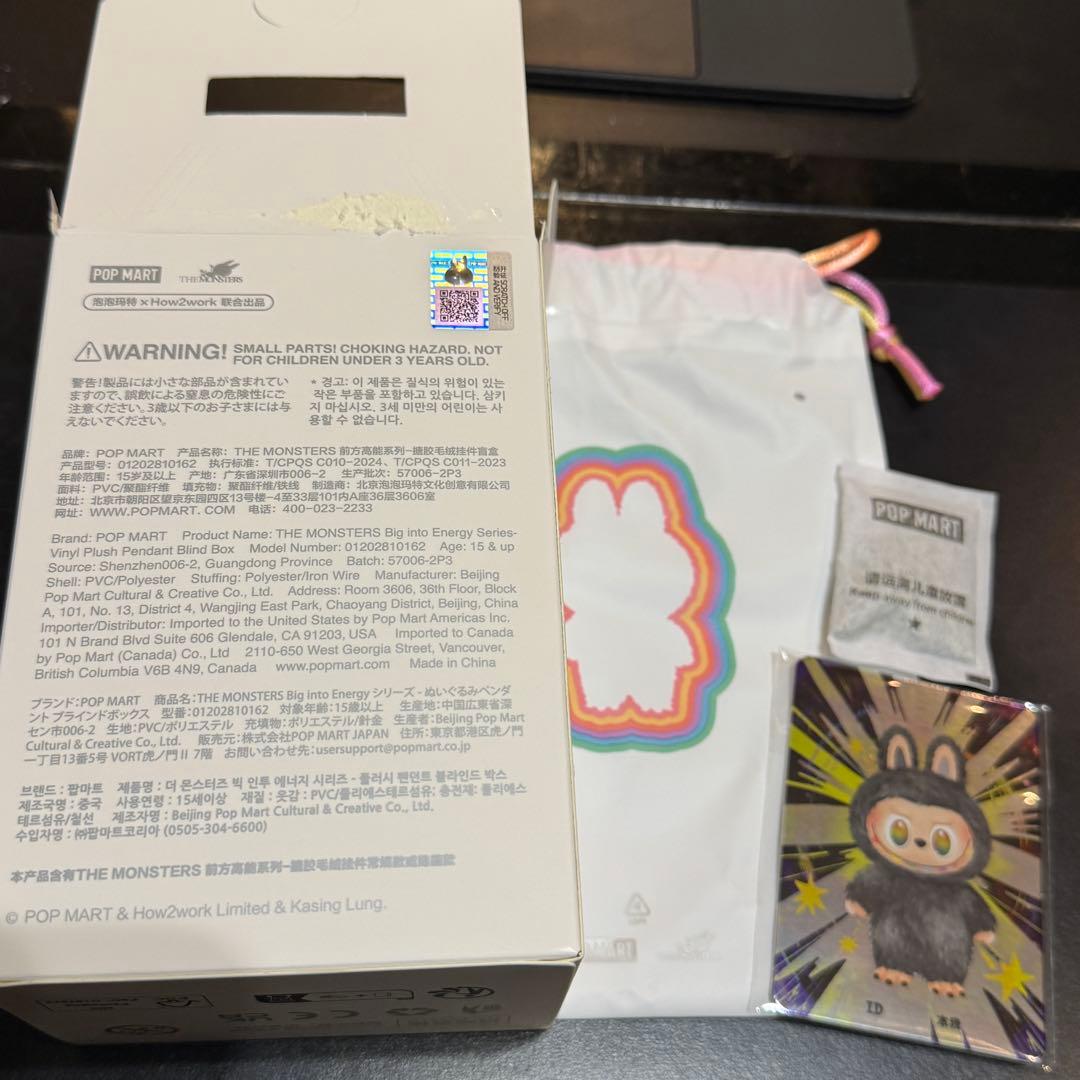 POP MART THE MONSTERS
泡泡玛特 × How2work 联合出品
SCRATCH OFF AND VERIFY
WARNING! SMALL PARTS! CHOKING HAZARD. NOT FOR CHILDREN UNDER 3 YEARS OLD.
警告!製品には小さな部品が含まれてい
ますので、誤飲による窒息の危険性にご
注意ください。3歳以下のお子さまには与
えないでください。
* 경고: 이 제품은 질식의 위험이 있는
작은 부품을 포함하고 있습니다. 삼키
지 마십시오. 3세 미만의 어린이는 사
용할 수 없습니다.
品牌: POP MART 产品名称: THE MONSTERS 前方高能系列-搪胶毛绒挂件盲盒
产品型号: 01202810162 执行标准: T/CPQS C010-2024、T/CPQS C011-2023
年龄范围: 15岁及以上 产地: 广东省深圳市006-2 生产批次: 57006-2P3
面料: PVC/聚酯纤维 填充物: 聚酯纤维/铁线 制造商: 北京泡泡玛特文化创意有限公司
地址: 北京市朝阳区望京东园四区13号楼-4至33层101内A座36层3606室
网址: WWW.POPMART.COM 电话: 400-023-2233
Brand: POP MART Product Name: THE MONSTERS Big into Energy Series-
Vinyl Plush Pendant Blind Box Model Number: 01202810162 Age: 15 & up
Source: Shenzhen006-2, Guangdong Province Batch: 57006-2P3
Shell: PVC/Polyester Stuffing: Polyester/Iron Wire Manufacturer: Beijing
Pop Mart Cultural & Creative Co., Ltd. Address: Room 3606, 36th Floor, Block
A, 101, No. 13, District 4, Wangjing East Park, Chaoyang District, Beijing, China
Importer/Distributor: Imported to the United States by Pop Mart Americas Inc.
101 N Brand Blvd Suite 606 Glendale, CA 91203, USA Imported to Canada
by Pop Mart (Canada) Co., Ltd 2110-650 West Georgia Street, Vancouver,
British Columbia V6B 4N9, Canada www.popmart.com Made in China
ブランド:POP MART 商品名:THE MONSTERS Big into Energy シリーズ - ぬいぐるみペンダ
ント ブラインドボックス 型番:01202810162 対象年齢:15歳以上 生産地:中国広東省深
セン市006-2 生地:PVC/ポリエステル 充填物:ポリエステル/針金 生産者:Beijing Pop Mart
Cultural & Creative Co., Ltd. 販売元:株式会社POP MART JAPAN 住所:東京都港区虎ノ門
一丁目13番5号 VORT虎ノ門Ⅱ 7階 お問い合わせ先:usersupport@popmart.co.jp
브랜드 : 팝마트 제품명 : 더 몬스터즈 빅 인투 에너지 시리즈 - 플러시 펜던트 블라인드 박스
제조국명 : 중국 사용연령 : 15세이상 재질 : 옷감 : PVC/폴리에스테르섬유; 충전재: 폴리에스
테르섬유/철선 제조자명 : Beijing Pop Mart Cultural & Creative Co., Ltd.
수입자명 : ㈜팝마트코리아 (0505-304-6600)
本产品含有THE MONSTERS 前方高能系列-搪胶毛绒挂件常规款或隐藏款
© POP MART & How2work Limited & Kasing Lung.
POP MART
请远离儿童放置
Keep away from children
POP MART
ID